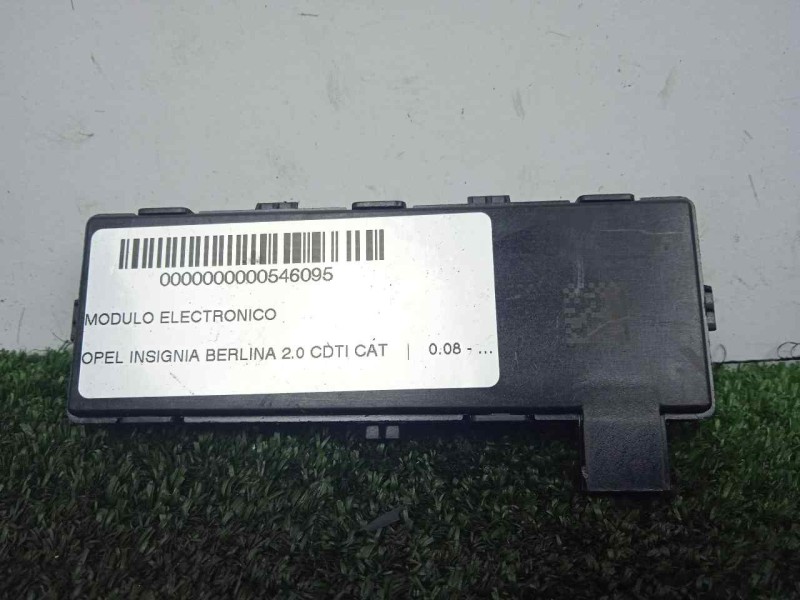 0000000000546095
MODULO ELECTRONICO
OPEL INSIGNIA BERLINA 2.0 CDTI CAT | 0.08 - ...